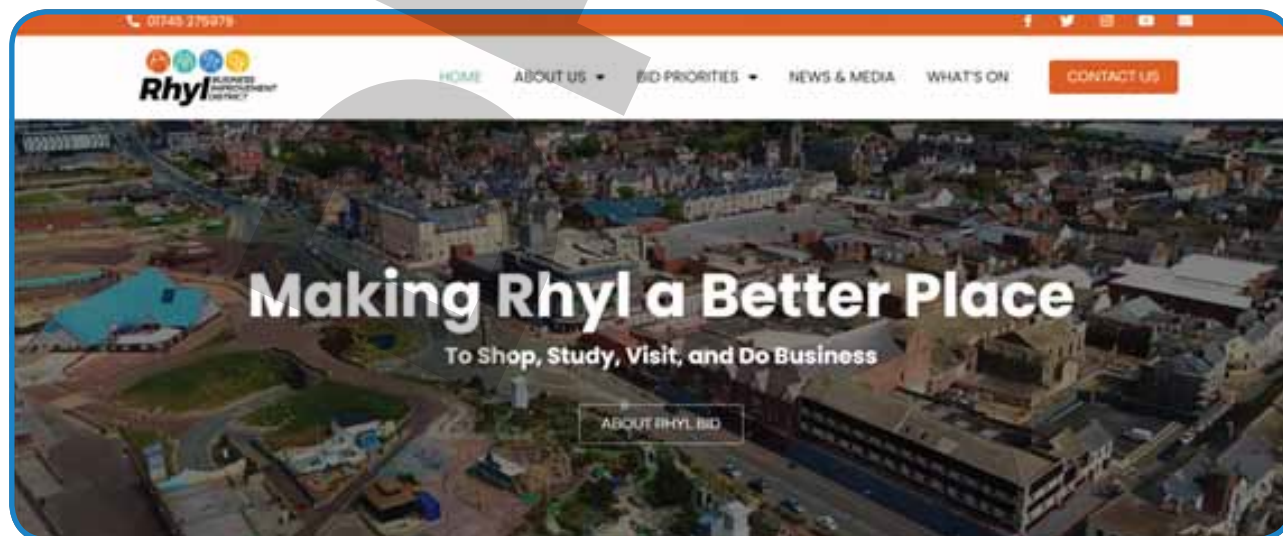 01745 275975
Rhyl BUSINESS IMPROVEMENT DISTRICT
HOME ABOUT US BID PRIORITIES NEWS & MEDIA WHAT'S ON CONTACT US
Making Rhyl a Better Place
To Shop, Study, Visit, and Do Business
ABOUT RHYL BID